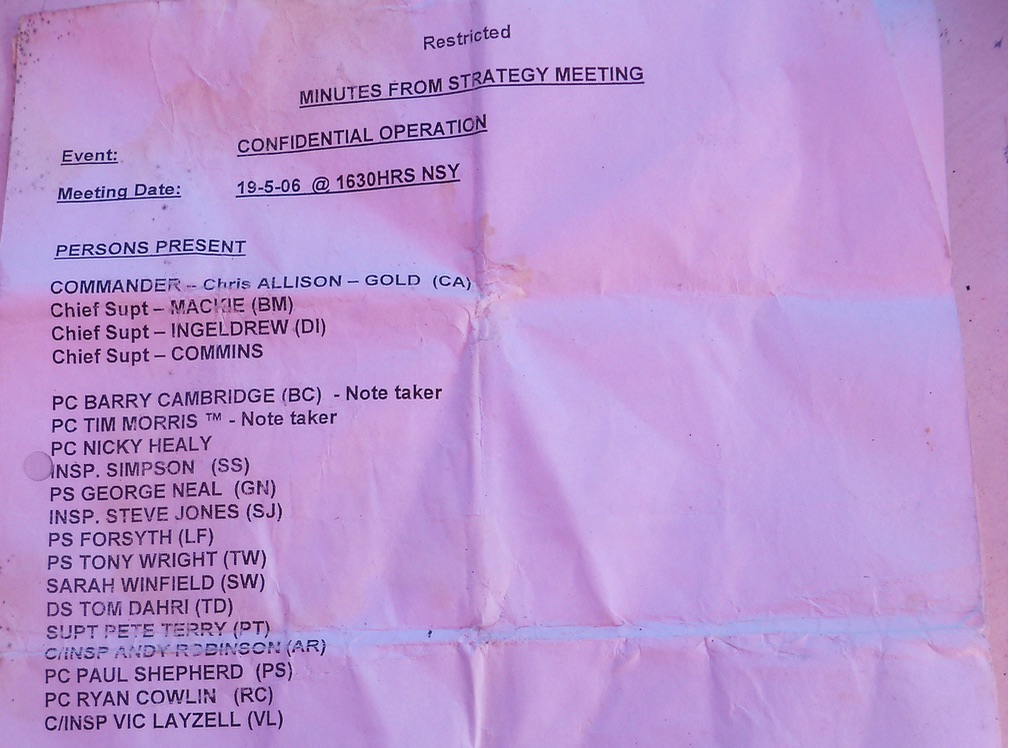 Restricted
MINUTES FROM STRATEGY MEETING
Event: CONFIDENTIAL OPERATION
Meeting Date: 19-5-06 @ 1630HRS NSY
PERSONS PRESENT
COMMANDER – Chris ALLISON – GOLD (CA)
Chief Supt – MACKIE (BM)
Chief Supt – INGELDREW (DI)
Chief Supt – COMMINS
PC BARRY CAMBRIDGE (BC) - Note taker
PC TIM MORRIS ™ - Note taker
PC NICKY HEALY
INSP. SIMPSON (SS)
PS GEORGE NEAL (GN)
INSP. STEVE JONES (SJ)
PS FORSYTH (LF)
PS TONY WRIGHT (TW)
SARAH WINFIELD (SW)
DS TOM DAHRI (TD)
SUPT PETE TERRY (PT)
C/INSP ANDY ROBINSON (AR)
PC PAUL SHEPHERD (PS)
PC RYAN COWLIN (RC)
C/INSP VIC LAYZELL (VL)